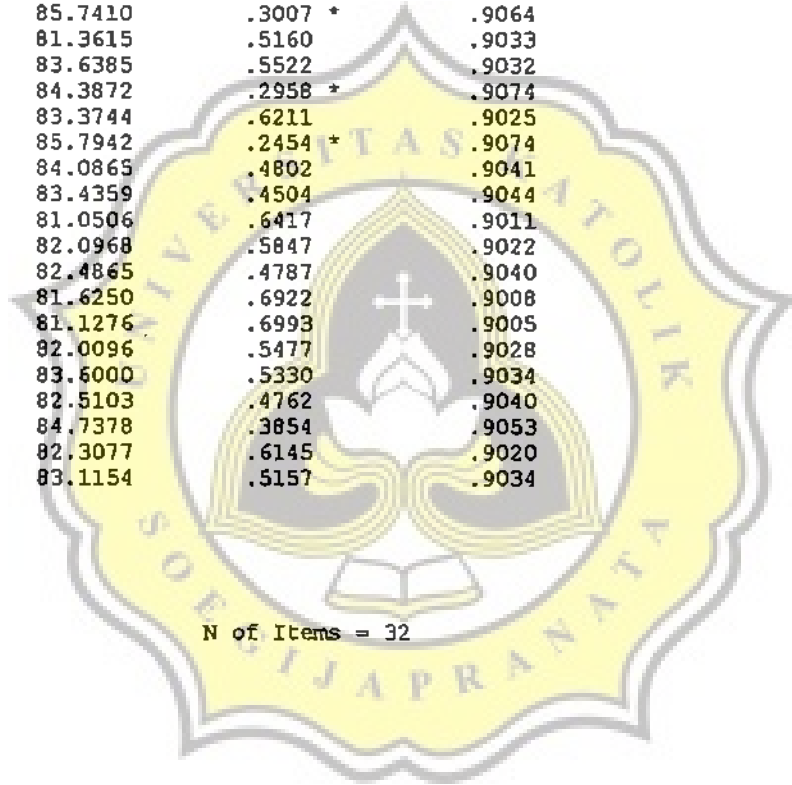 85.7410 .3007 * .9064
81.3615 .5160 .9033
83.6385 .5522 .9032
84.3872 .2958 * .9074
83.3744 .6211 .9025
85.7942 .2454 * .9074
84.0865 .4802 .9041
83.4359 .4504 .9044
81.0506 .6417 .9011
82.0968 .5847 .9022
82.4865 .4787 .9040
81.6250 .6922 .9008
81.1276 .6993 .9005
82.0096 .5477 .9028
83.6000 .5330 .9034
82.5103 .4762 .9040
84.7378 .3854 .9053
82.3077 .6145 .9020
83.1154 .5157 .9034
N of Items = 32
UNIVERSITAS KATOLIK
SOEGIJAPRANATA